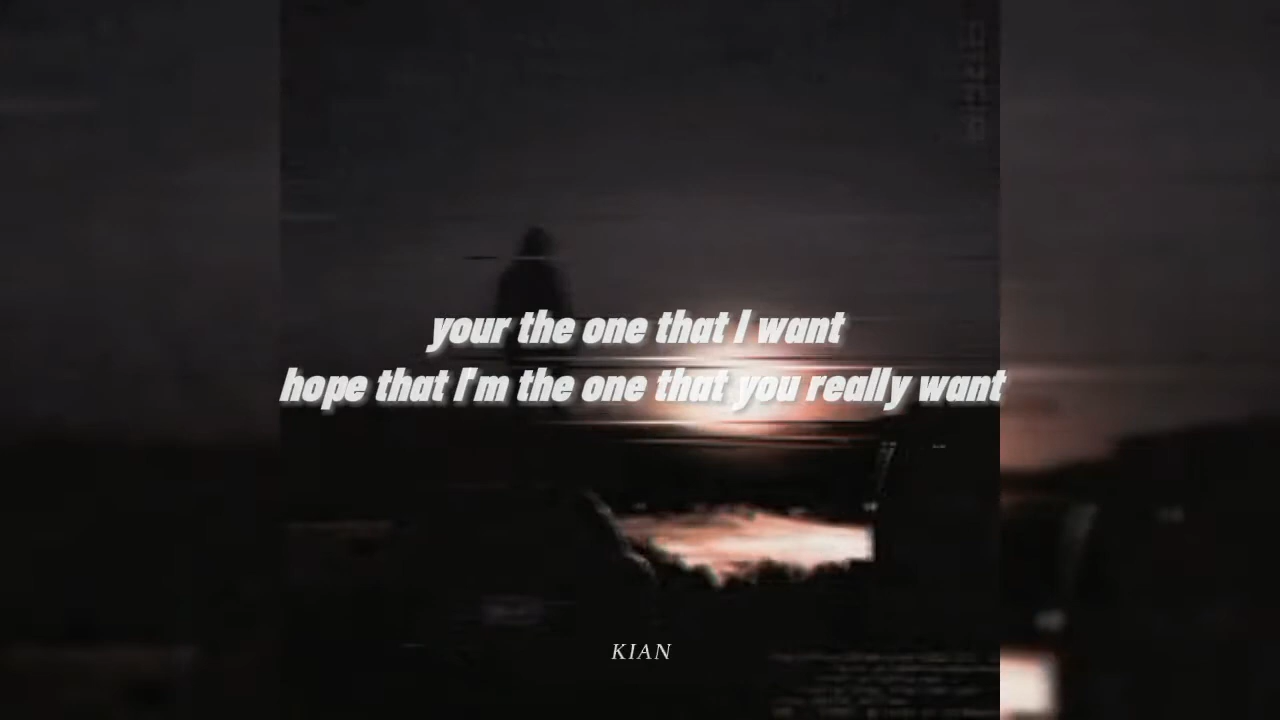 your the one that I want
hope that I'm the one that you really want
KIAN